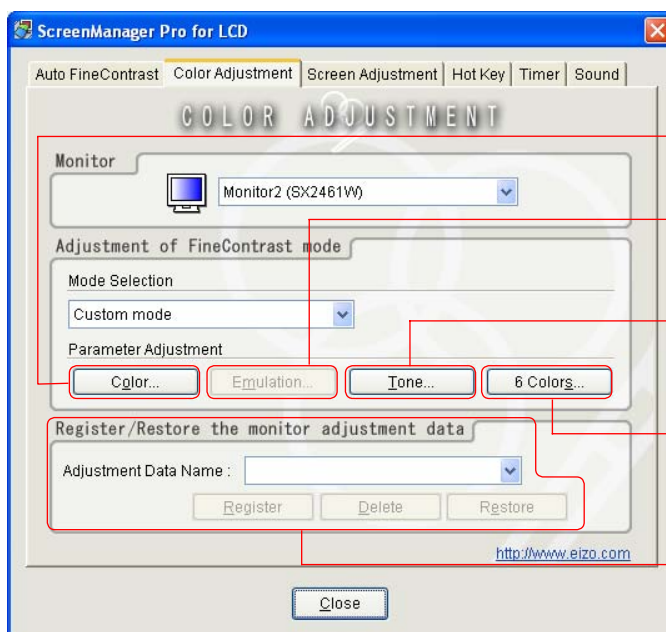 ScreenManager Pro for LCD
Auto FineContrast Color Adjustment Screen Adjustment Hot Key Timer Sound
COLOR ADJUSTMENT
Monitor
Monitor2 (SX2461W)
Adjustment of FineContrast mode
Mode Selection
Custom mode
Parameter Adjustment
Color... Emulation... Tone... 6 Colors...
Register/Restore the monitor adjustment data
Adjustment Data Name :
Register Delete Restore
http://www.eizo.com
Close